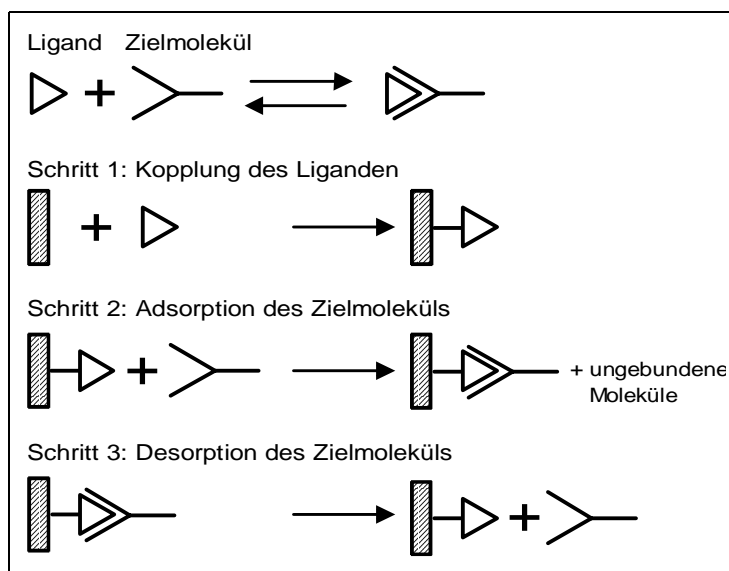 Ligand Zielmolekül
Schritt 1: Kopplung des Liganden
Schritt 2: Adsorption des Zielmoleküls
+ ungebundene
Moleküle
Schritt 3: Desorption des Zielmoleküls